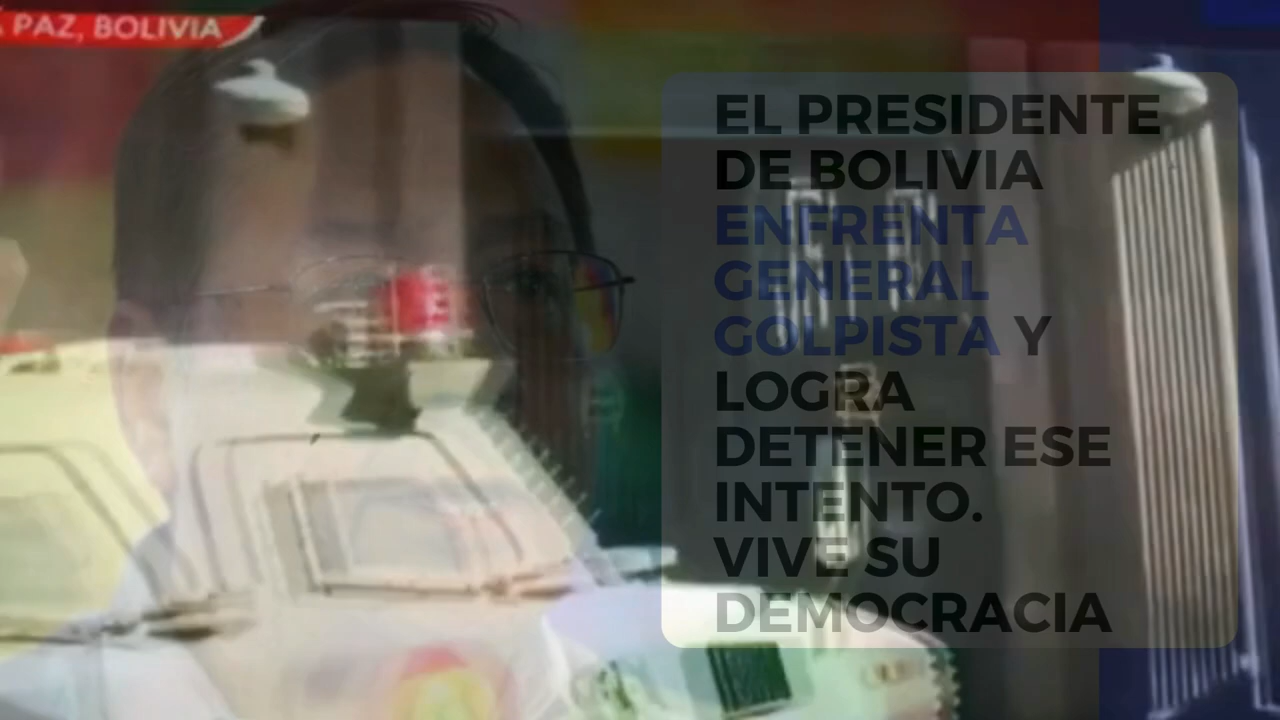 PAZ, BOLIVIA
EL PRESIDENTE
DE BOLIVIA
ENFRENTA
GENERAL
GOLPISTA Y
LOGRA
DETENER ESE
INTENTO.
VIVE SU
DEMOCRACIA